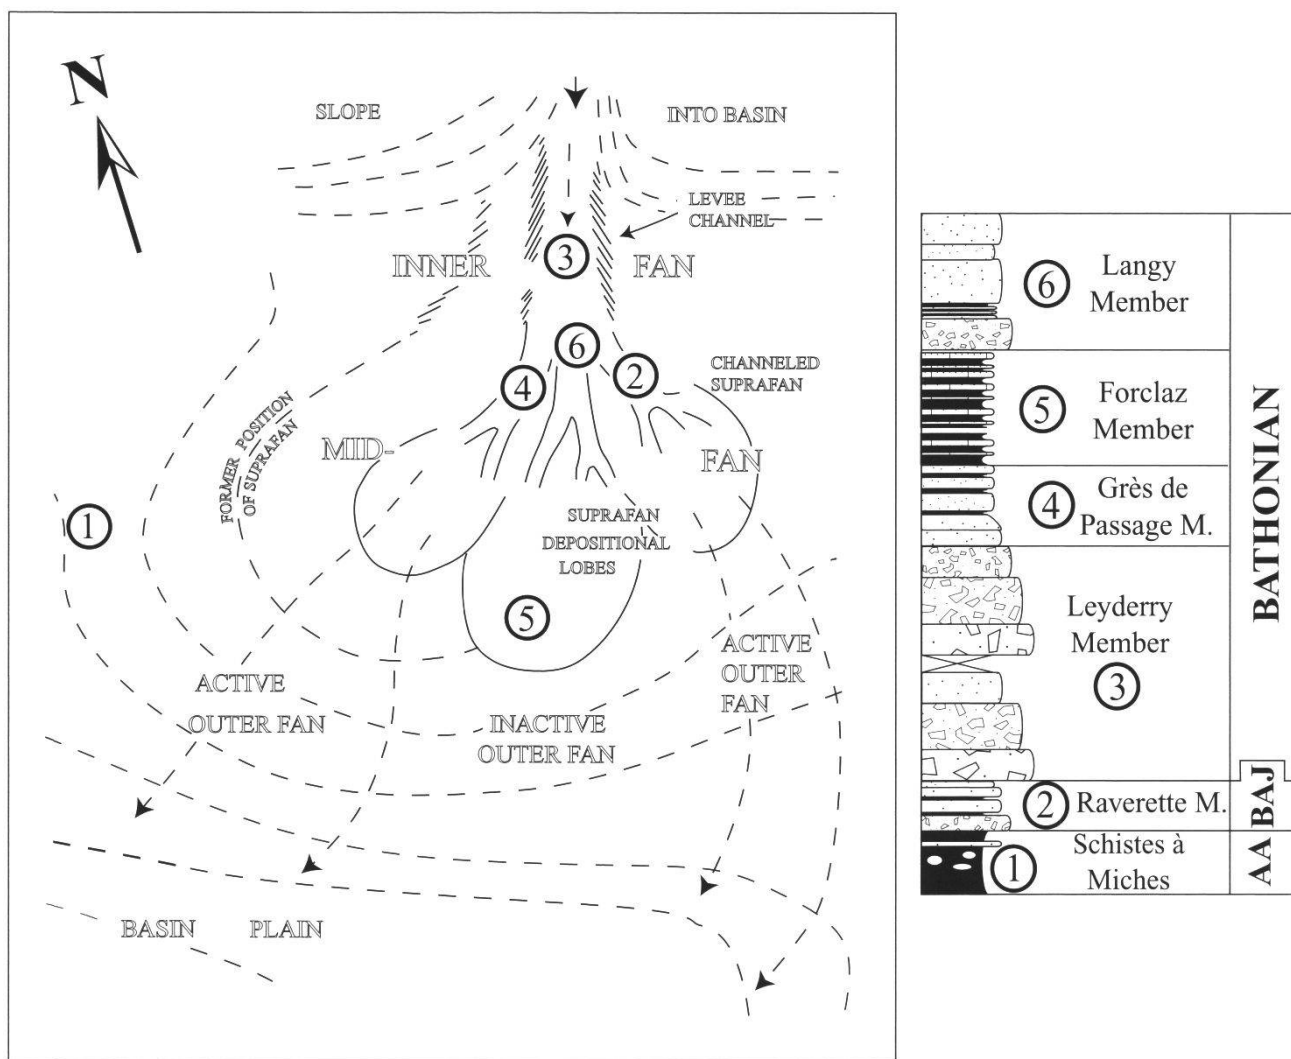 N
SLOPE
INTO BASIN
LEVEE
CHANNEL
INNER
3
FAN
6
4
2
CHANNELED
SUPRAFAN
FORMER POSITION
OF SUPRAFAN
MID-
FAN
1
SUPRAFAN
DEPOSITIONAL
LOBES
5
ACTIVE
OUTER FAN
INACTIVE
OUTER FAN
ACTIVE
OUTER
FAN
BASIN PLAIN
6 Langy
Member
5 Forclaz
Member
4 Grès de
Passage M.
Leyderry
Member
3
2 Raverette M.
1 Schistes à
Miches
BATHONIAN
BAJ
AA